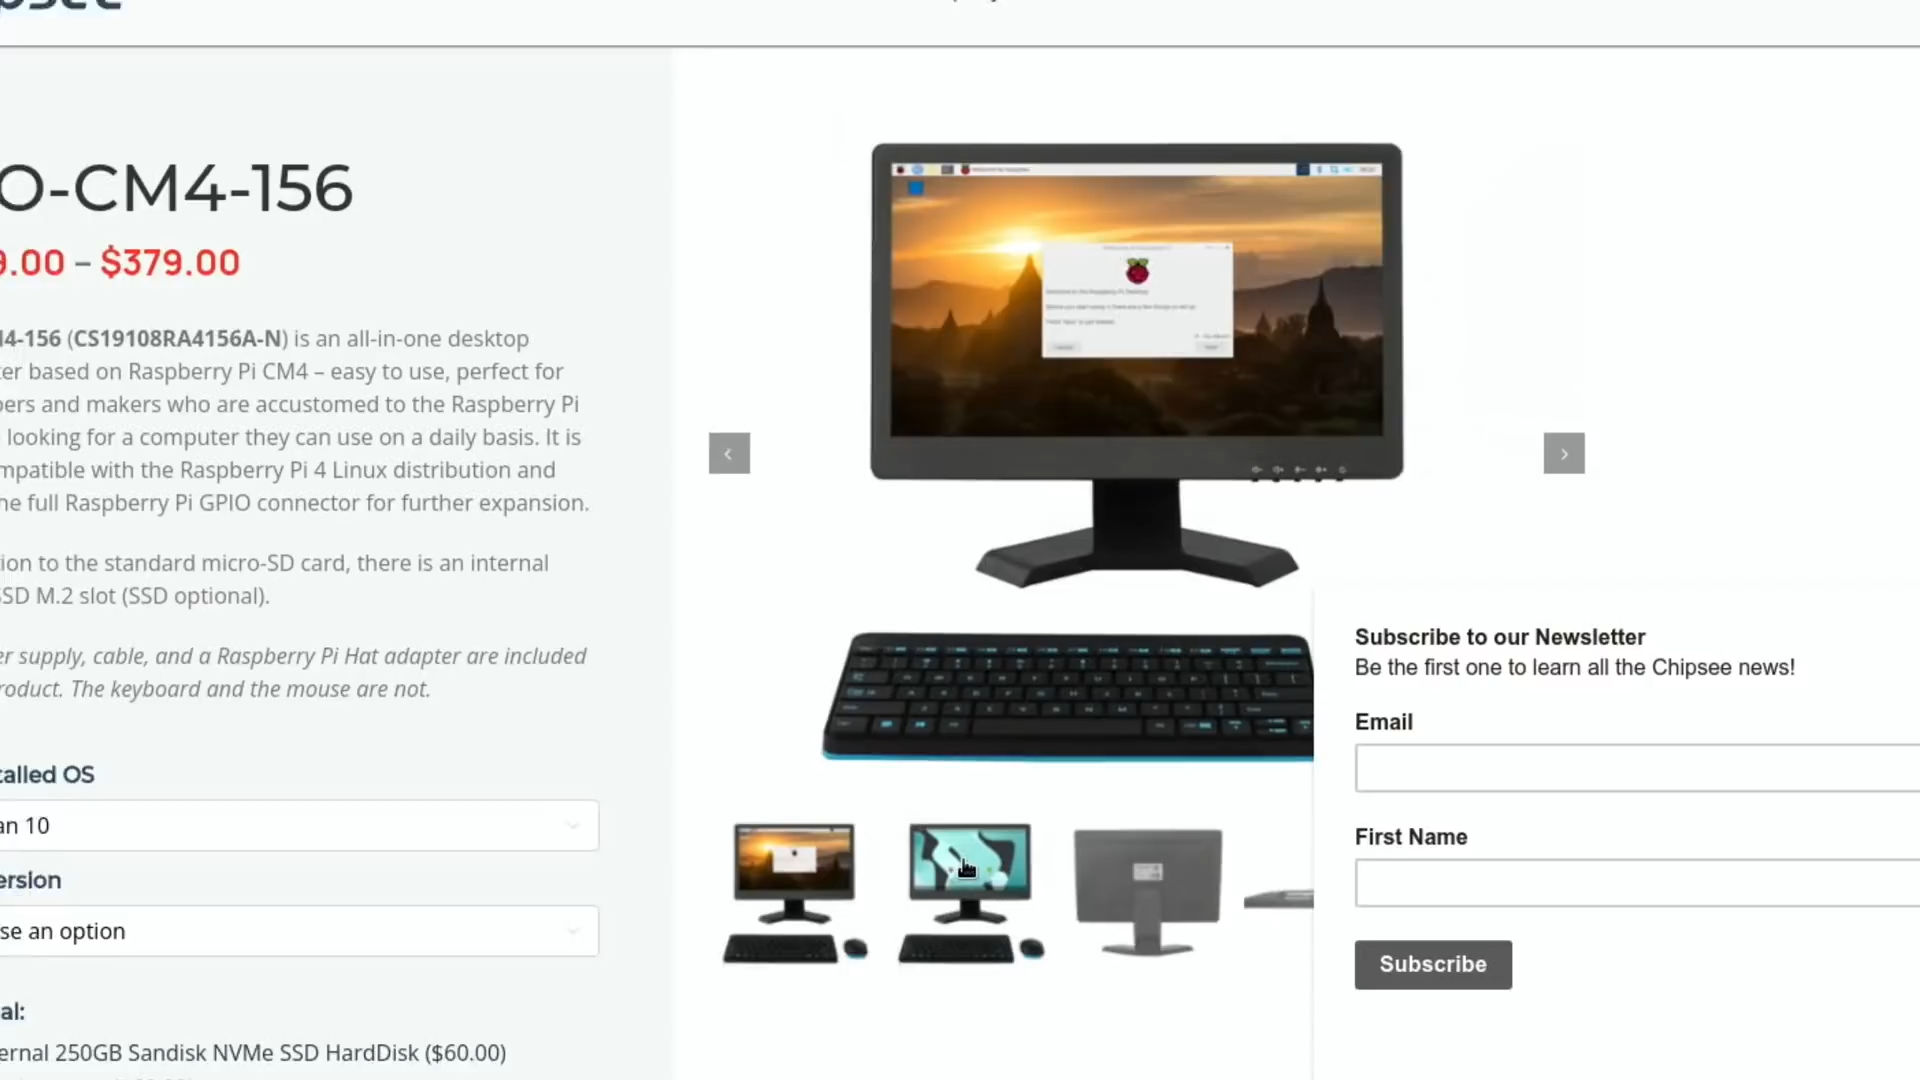 O-CM4-156
9.00 – $379.00
4-156 (CS19108RA4156A-N) is an all-in-one desktop
er based on Raspberry Pi CM4 – easy to use, perfect for
pers and makers who are accustomed to the Raspberry Pi
looking for a computer they can use on a daily basis. It is
mpatible with the Raspberry Pi 4 Linux distribution and
he full Raspberry Pi GPIO connector for further expansion.
ion to the standard micro-SD card, there is an internal
SSD M.2 slot (SSD optional).
er supply, cable, and a Raspberry Pi Hat adapter are included
roduct. The keyboard and the mouse are not.
talled OS
an 10
ersion
se an option
al:
ernal 250GB Sandisk NVMe SSD HardDisk ($60.00)
Subscribe to our Newsletter
Be the first one to learn all the Chipsee news!
Email
First Name
Subscribe